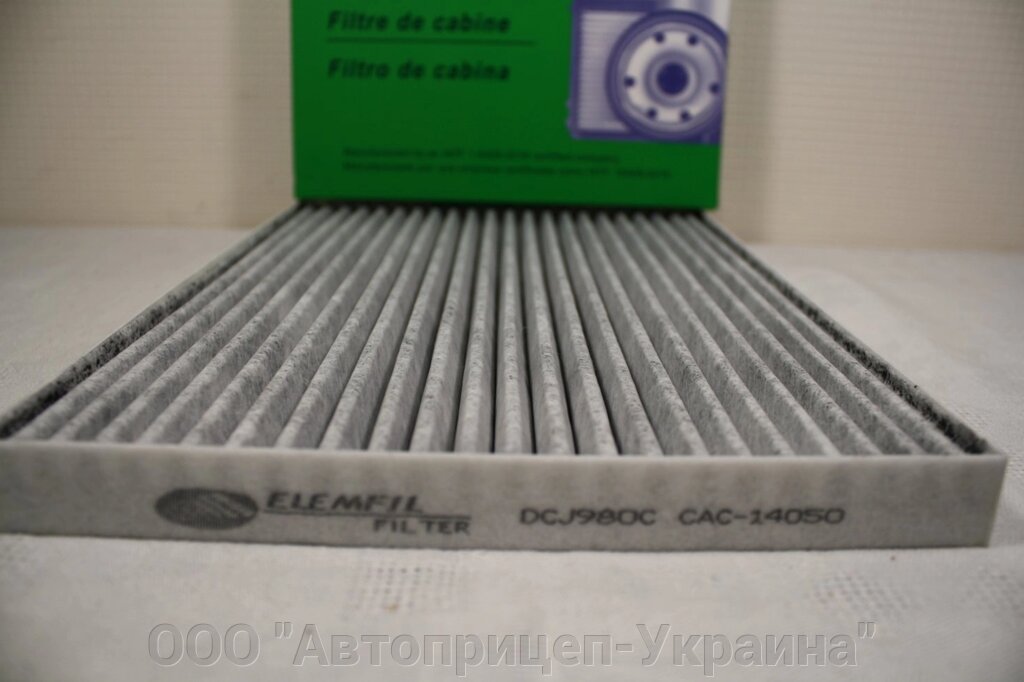 Filtre de cabine
Filtro de cabina
ELEMFIL
FILTER
DCJ980C CAC-14050
ООО "Автоприцеп-Украина"